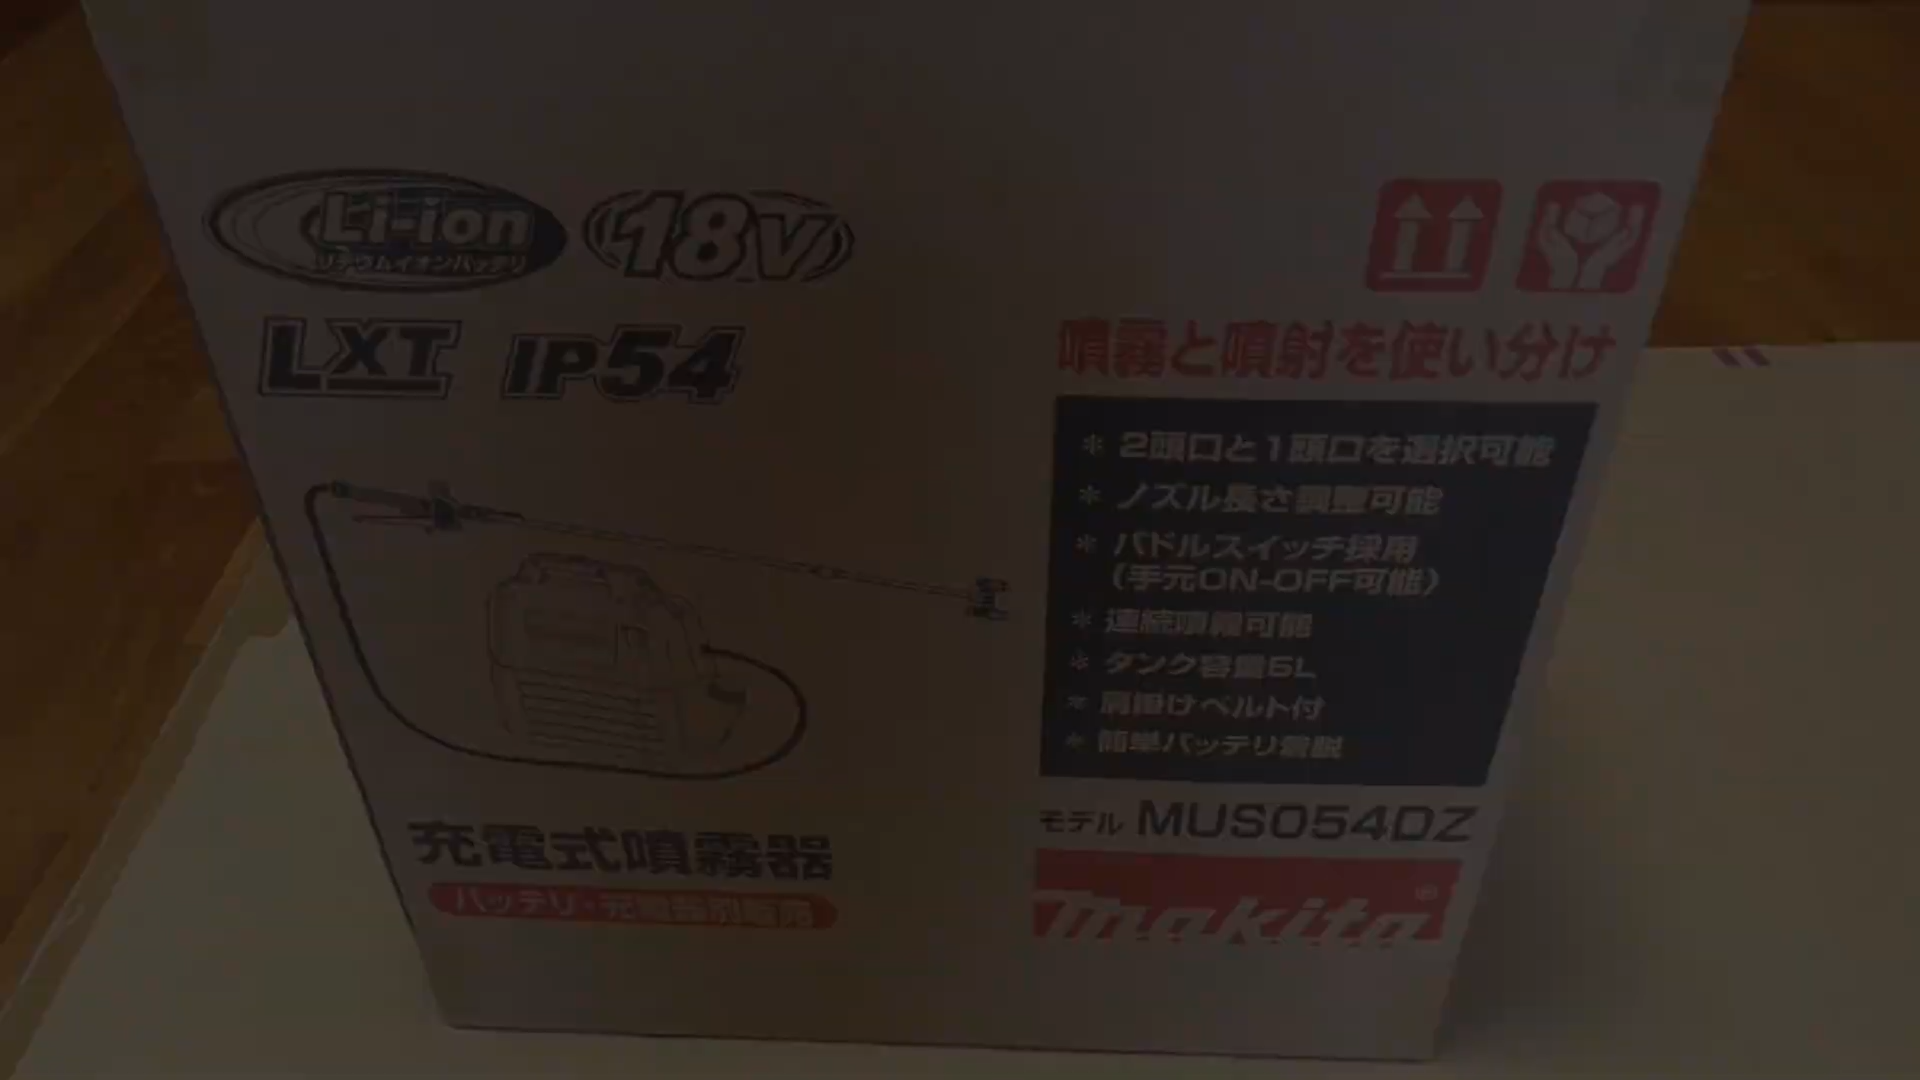 Li-ion 18V
リチウムイオンバッテリ
LXT IP54
噴霧と噴射を使い分け
* 2頭口と1頭口を選択可能
* ノズル長さ調整可能
* パドルスイッチ採用
(手元ON-OFF可能)
* 連続噴霧可能
* タンク容量5L
* 肩掛けベルト付
* 簡単バッテリ着脱
モデル MUS054DZ
makita®
充電式噴霧器
バッテリ・充電器別販売